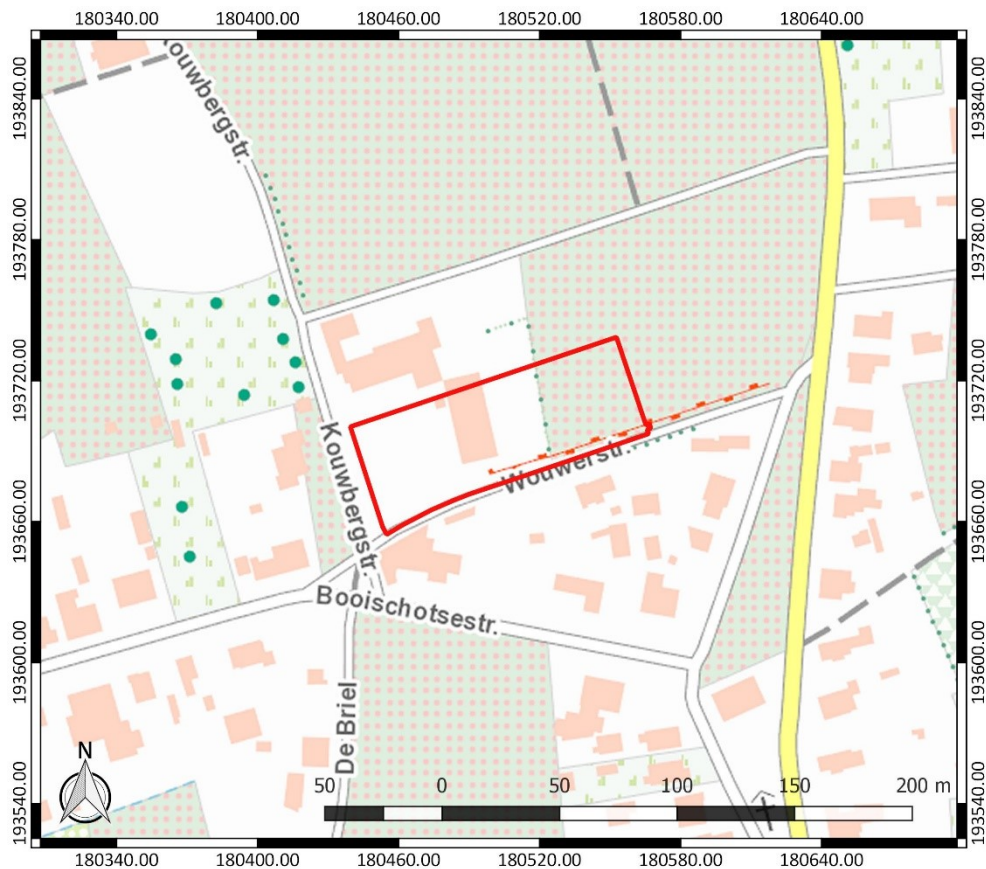 180340.00 180400.00 180460.00 180520.00 180580.00 180640.00
193840.00 193840.00
193780.00 193780.00
193720.00 193720.00
193660.00 193660.00
193600.00 193600.00
193540.00 193540.00
Kouwbergstr.
Kouwbergstr.
Wouwerstr.
Booischotsestr.
De Briel
N
50 0 50 100 150 200 m
180340.00 180400.00 180460.00 180520.00 180580.00 180640.00